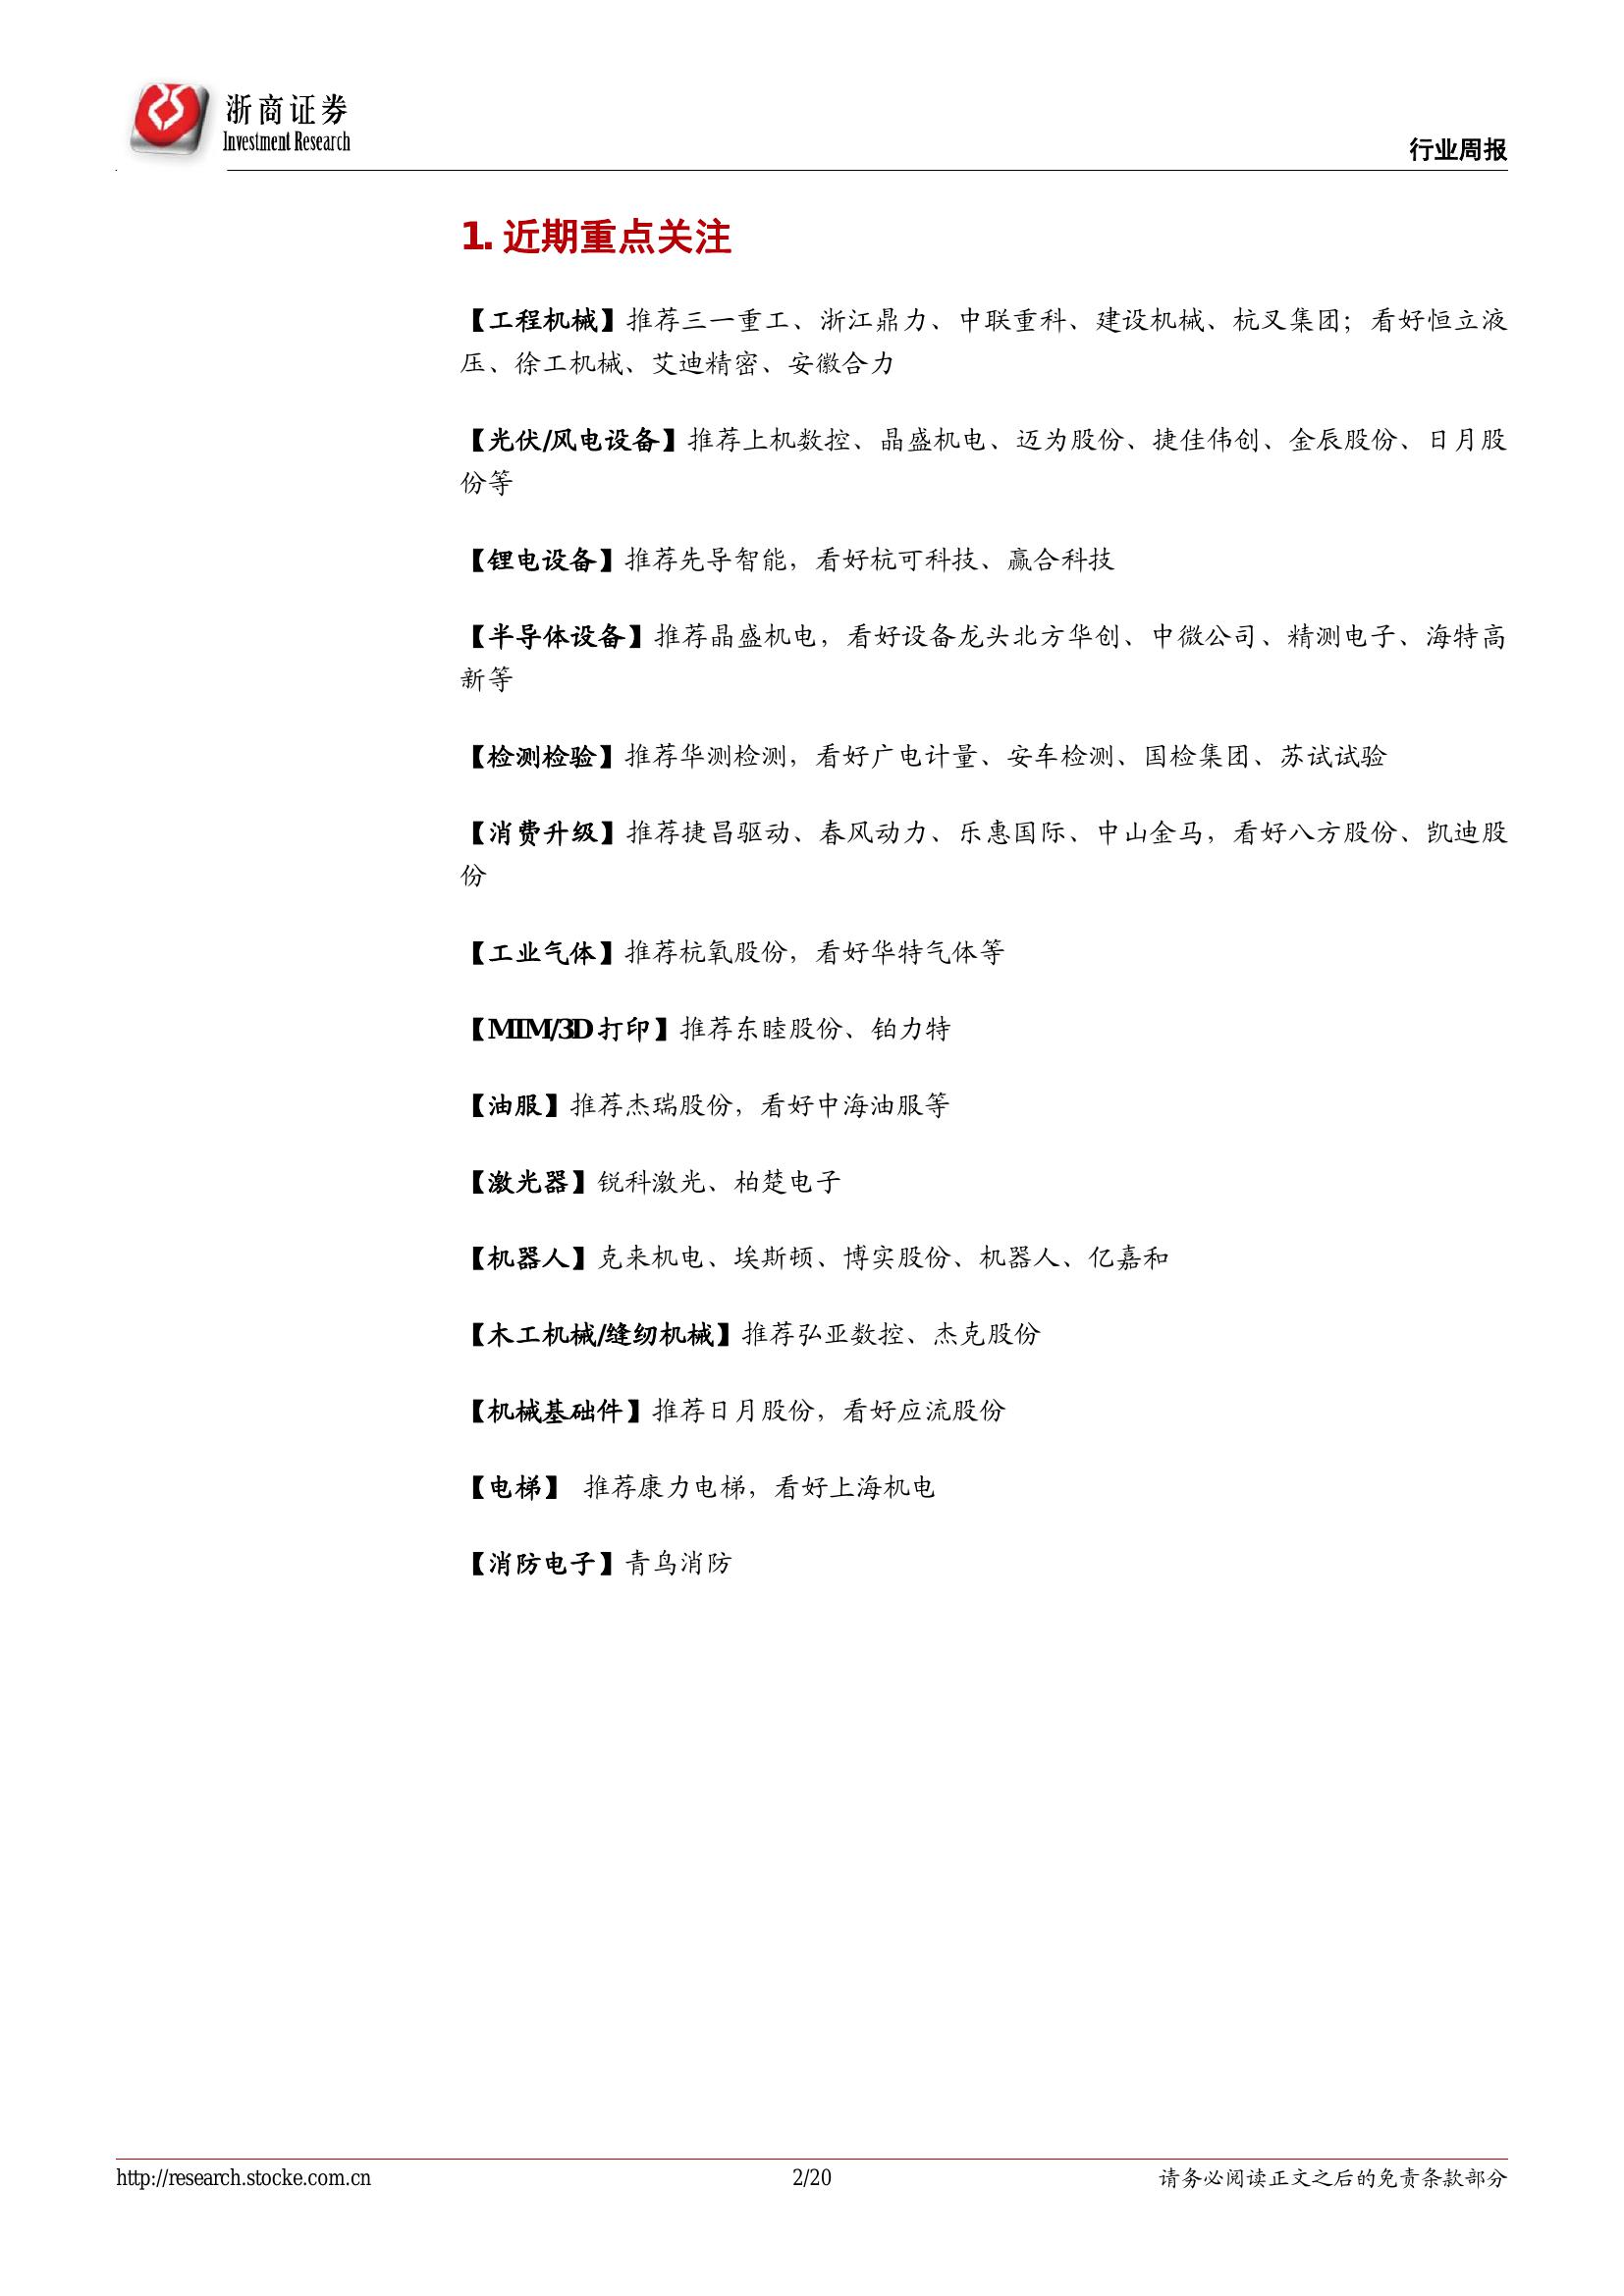 浙商证券
Investment Research
行业周报
1. 近期重点关注
【工程机械】推荐三一重工、浙江鼎力、中联重科、建设机械、杭叉集团；看好恒立液
压、徐工机械、艾迪精密、安徽合力
【光伏/风电设备】推荐上机数控、晶盛机电、迈为股份、捷佳伟创、金辰股份、日月股
份等
【锂电设备】推荐先导智能，看好杭可科技、赢合科技
【半导体设备】推荐晶盛机电，看好设备龙头北方华创、中微公司、精测电子、海特高
新等
【检测检验】推荐华测检测，看好广电计量、安车检测、国检集团、苏试试验
【消费升级】推荐捷昌驱动、春风动力、乐惠国际、中山金马，看好八方股份、凯迪股
份
【工业气体】推荐杭氧股份，看好华特气体等
【MIM/3D 打印】推荐东睦股份、铂力特
【油服】推荐杰瑞股份，看好中海油服等
【激光器】锐科激光、柏楚电子
【机器人】克来机电、埃斯顿、博实股份、机器人、亿嘉和
【木工机械/缝纫机械】推荐弘亚数控、杰克股份
【机械基础件】推荐日月股份，看好应流股份
【电梯】 推荐康力电梯，看好上海机电
【消防电子】青鸟消防
http://research.stocke.com.cn
2/20
请务必阅读正文之后的免责条款部分